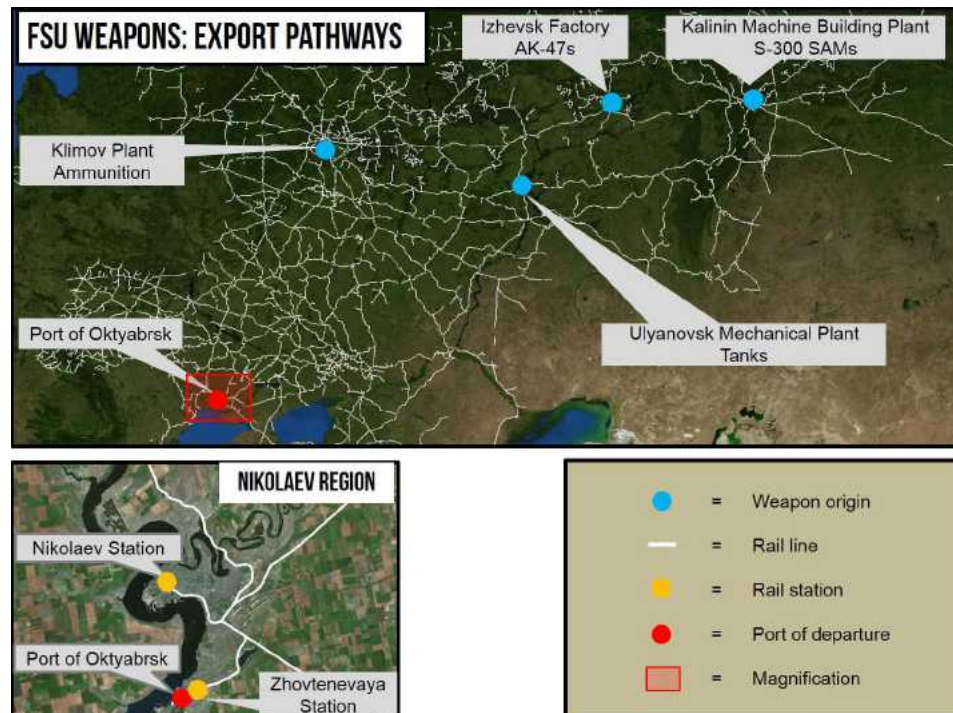 FSU WEAPONS: EXPORT PATHWAYS
Izhevsk Factory
AK-47s
Kalinin Machine Building Plant
S-300 SAMs
Klimov Plant
Ammunition
Port of Oktyabrsk
Ulyanovsk Mechanical Plant
Tanks
NIKOLAEV REGION
Nikolaev Station
Port of Oktyabrsk
Zhovtenevaya
Station
= Weapon origin
= Rail line
= Rail station
= Port of departure
= Magnification